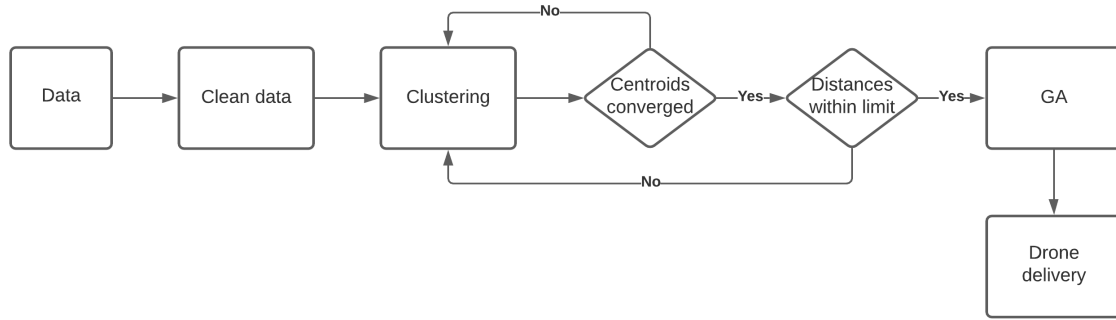 No
Data
Clean data
Clustering
Centroids
converged
Yes
Distances
within limit
Yes
GA
No
Drone
delivery